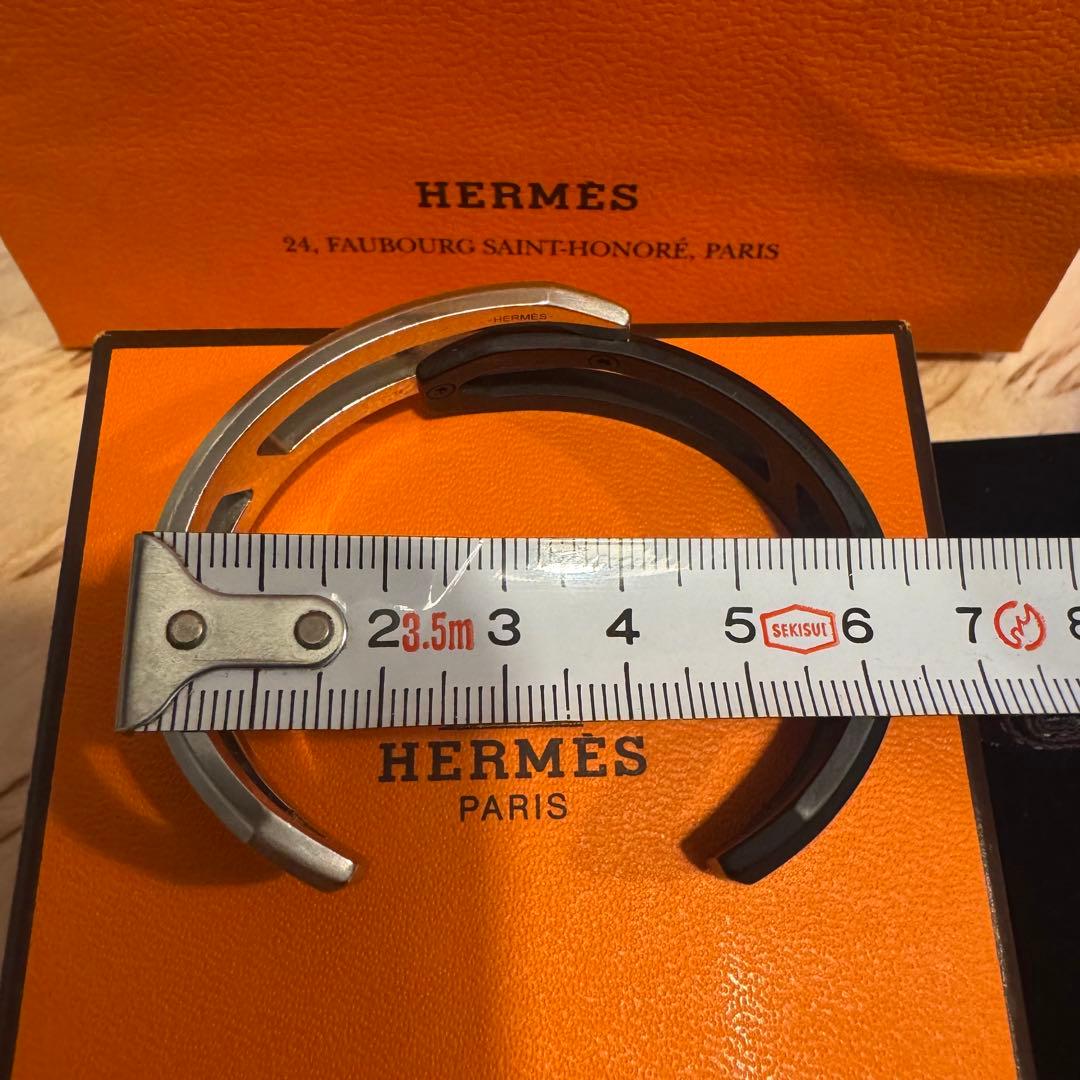 HERMÈS
24, FAUBOURG SAINT-HONORÉ, PARIS
-HERMÈS-
2 3.5m 3 4 5 SEKISUI 6 7 8
HERMÈS
PARIS